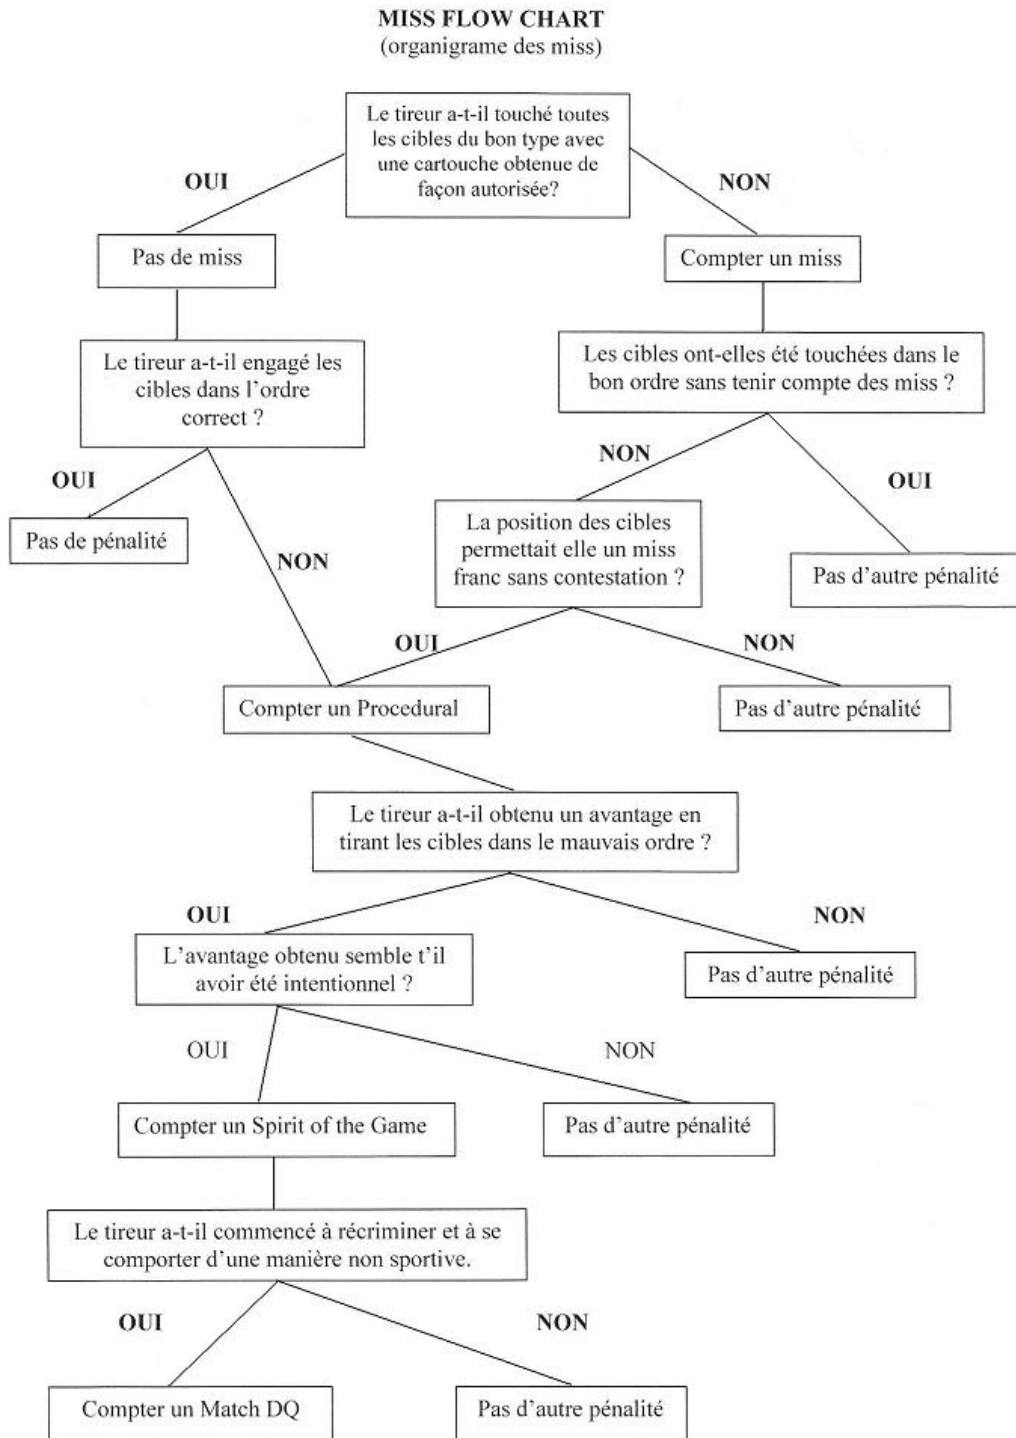 MISS FLOW CHART
(organigrame des miss)
Le tireur a-t-il touché toutes
les cibles du bon type avec
une cartouche obtenue de
façon autorisée?
OUI
NON
Pas de miss
Compter un miss
Le tireur a-t-il engagé les
cibles dans l'ordre
correct ?
Les cibles ont-elles été touchées dans le
bon ordre sans tenir compte des miss ?
OUI
NON
NON
OUI
Pas de pénalité
La position des cibles
permettait elle un miss
franc sans contestation ?
Pas d'autre pénalité
OUI
NON
Compter un Procedural
Pas d'autre pénalité
Le tireur a-t-il obtenu un avantage en
tirant les cibles dans le mauvais ordre ?
OUI
NON
L'avantage obtenu semble t'il
avoir été intentionnel ?
Pas d'autre pénalité
OUI
NON
Compter un Spirit of the Game
Pas d'autre pénalité
Le tireur a-t-il commencé à récriminer et à se
comporter d'une manière non sportive.
OUI
NON
Compter un Match DQ
Pas d'autre pénalité